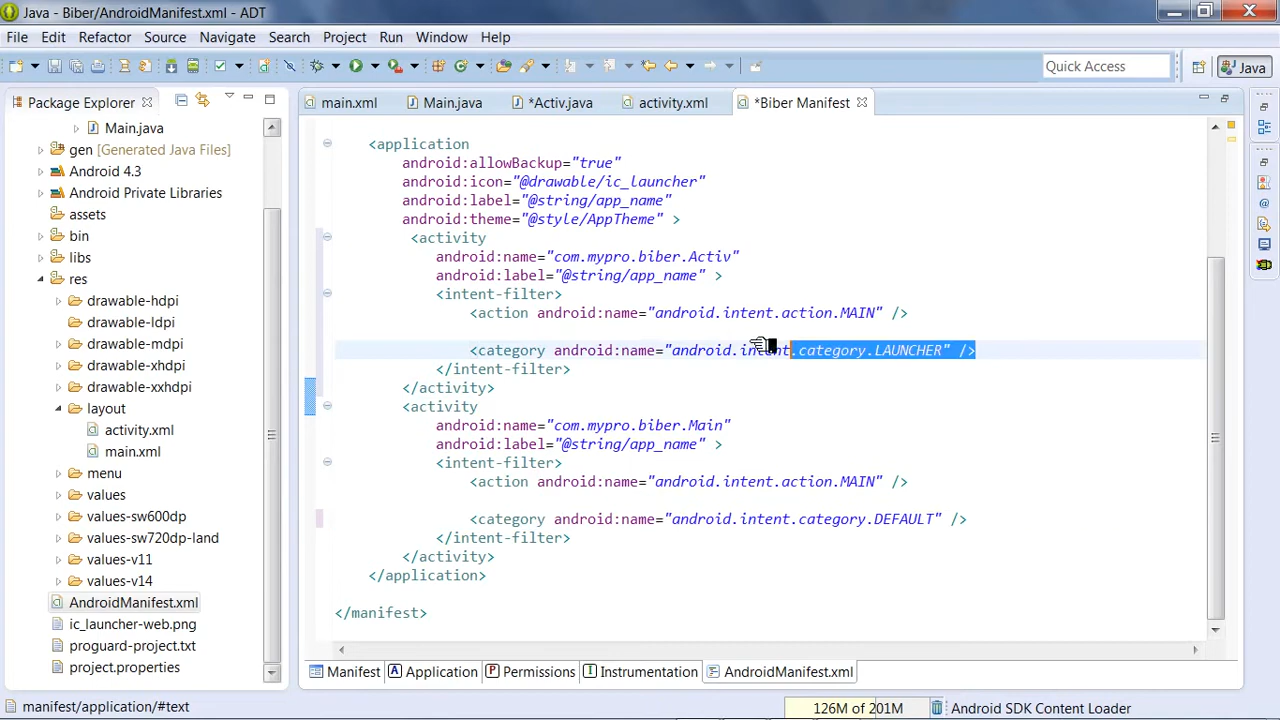 Java - Biber/AndroidManifest.xml - ADT
File Edit Refactor Source Navigate Search Project Run Window Help
Quick Access
Java
Package Explorer
main.xml
Main.java
*Activ.java
activity.xml
*Biber Manifest
Main.java
gen [Generated Java Files]
Android 4.3
Android Private Libraries
assets
bin
libs
res
drawable-hdpi
drawable-ldpi
drawable-mdpi
drawable-xhdpi
drawable-xxhdpi
layout
activity.xml
main.xml
menu
values
values-sw600dp
values-sw720dp-land
values-v11
values-v14
AndroidManifest.xml
ic_launcher-web.png
proguard-project.txt
project.properties
<application
android:allowBackup="true"
android:icon="@drawable/ic_launcher"
android:label="@string/app_name"
android:theme="@style/AppTheme" >
<activity
android:name="com.mypro.biber.Activ"
android:label="@string/app_name" >
<intent-filter>
<action android:name="android.intent.action.MAIN" />
<category android:name="android.intent.category.LAUNCHER" />
</intent-filter>
</activity>
<activity
android:name="com.mypro.biber.Main"
android:label="@string/app_name" >
<intent-filter>
<action android:name="android.intent.action.MAIN" />
<category android:name="android.intent.category.DEFAULT" />
</intent-filter>
</activity>
</application>
</manifest>
Manifest
Application
Permissions
Instrumentation
AndroidManifest.xml
manifest/application/#text
126M of 201M
Android SDK Content Loader